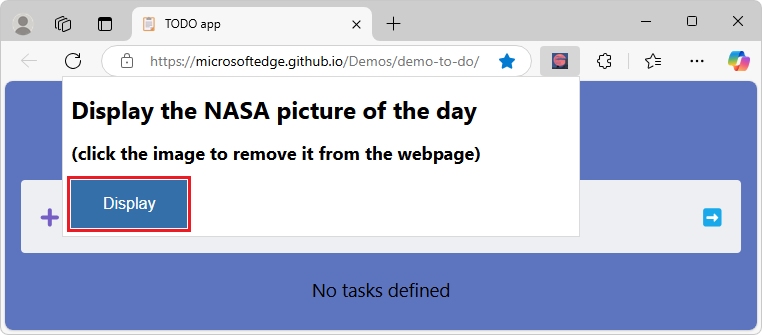 TODO app
https://microsoftedge.github.io/Demos/demo-to-do/
Display the NASA picture of the day
(click the image to remove it from the webpage)
Display
No tasks defined